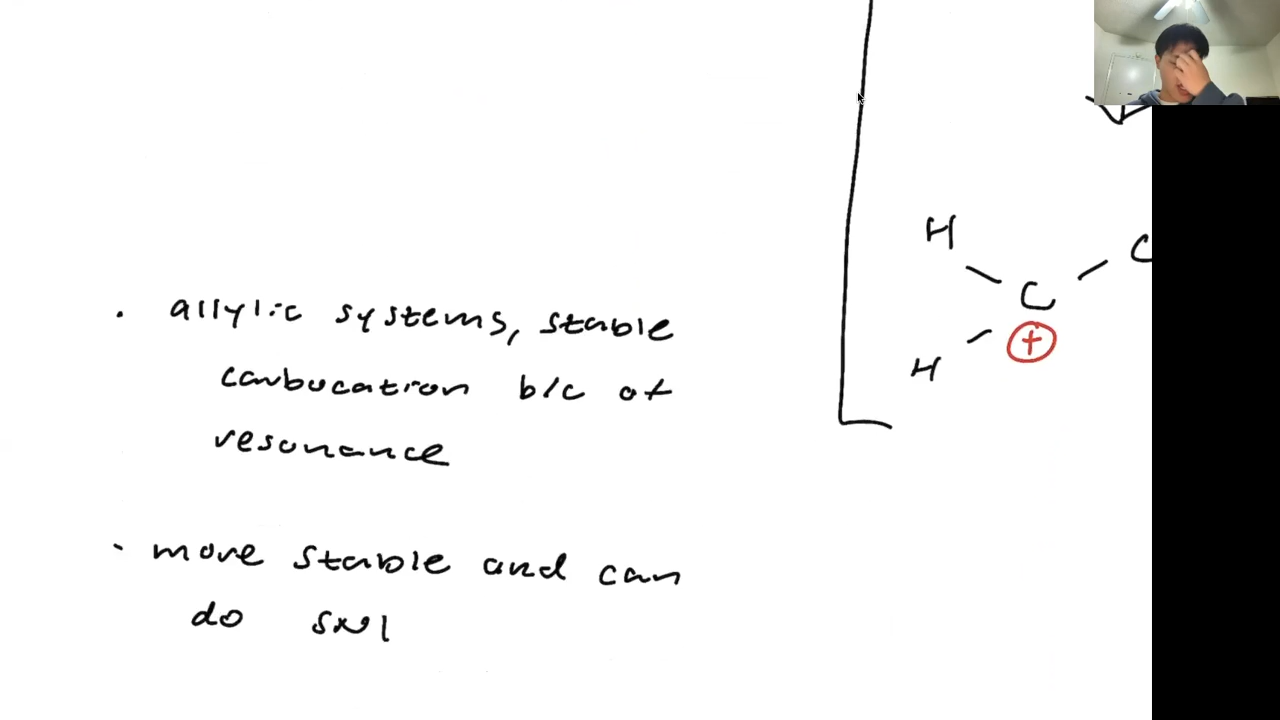 H
C
C
+
H
· allylic systems, stable
carbocation b/c of
resonance
· more stable and can
do SN1